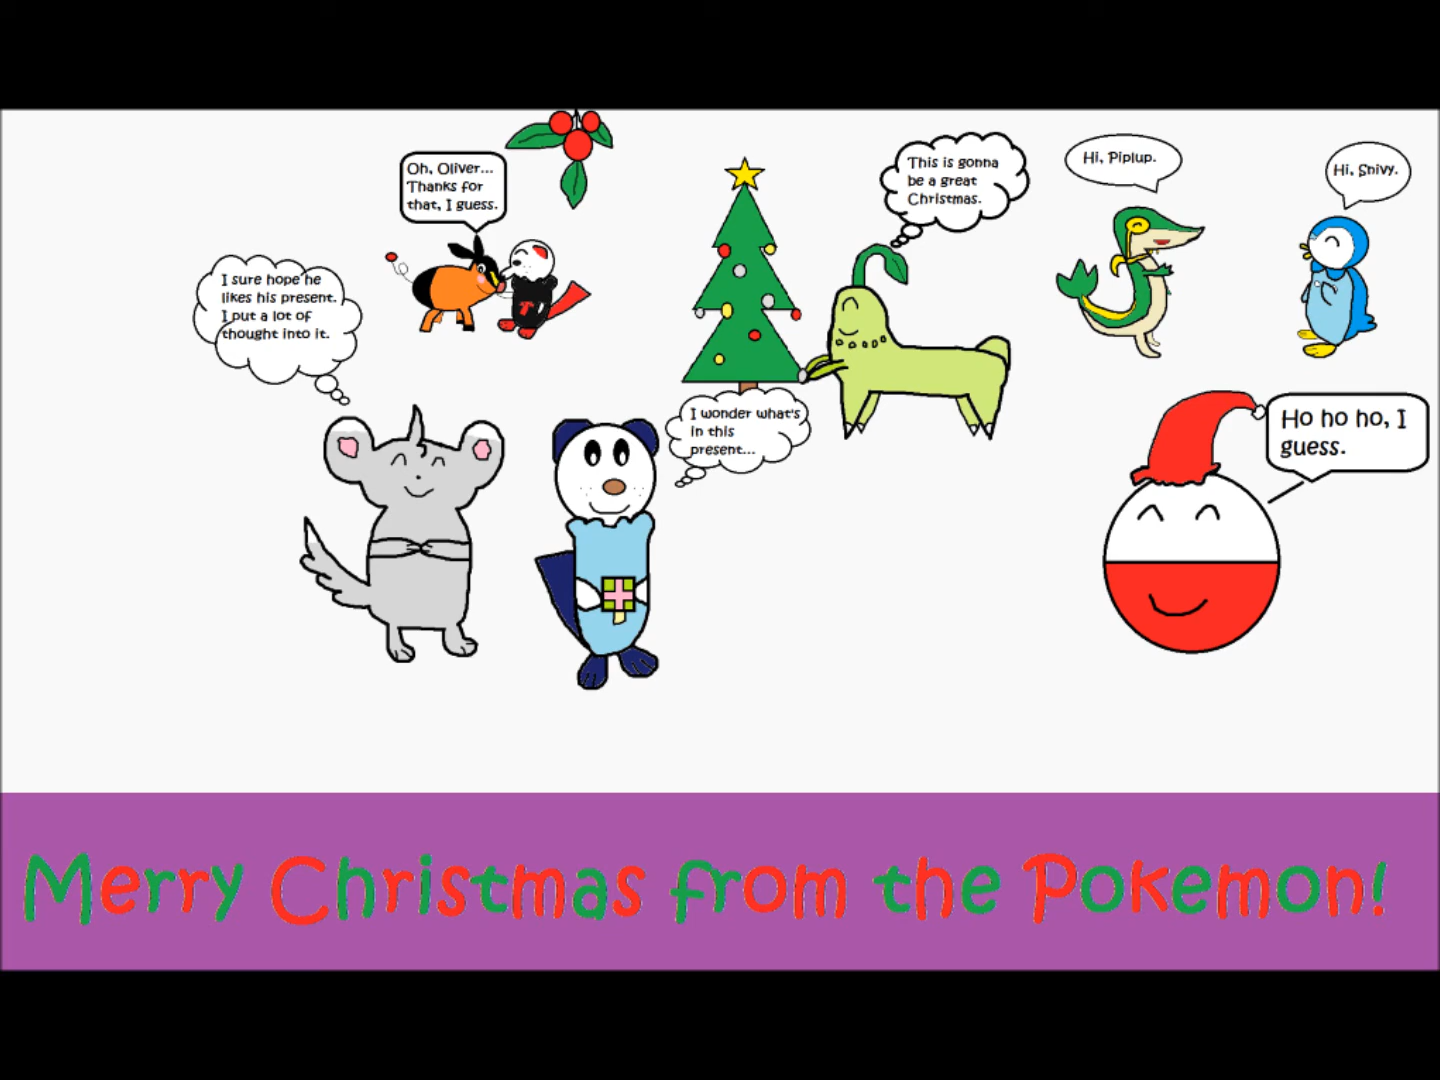 Oh, Oliver...
Thanks for
that, I guess.
This is gonna
be a great
Christmas.
Hi, Piplup.
Hi, Snivy.
I sure hope he
likes his present.
I put a lot of
thought into it.
I wonder what's
in this
present...
Ho ho ho, I
guess.
Merry Christmas from the Pokemon!